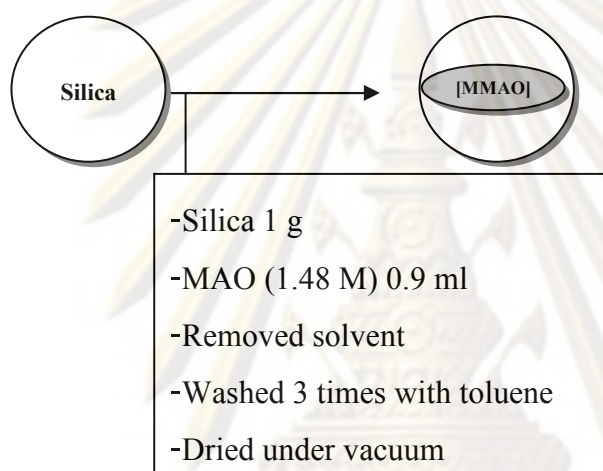 Silica
[MMAO]
-Silica 1 g
-MAO (1.48 M) 0.9 ml
-Removed solvent
-Washed 3 times with toluene
-Dried under vacuum